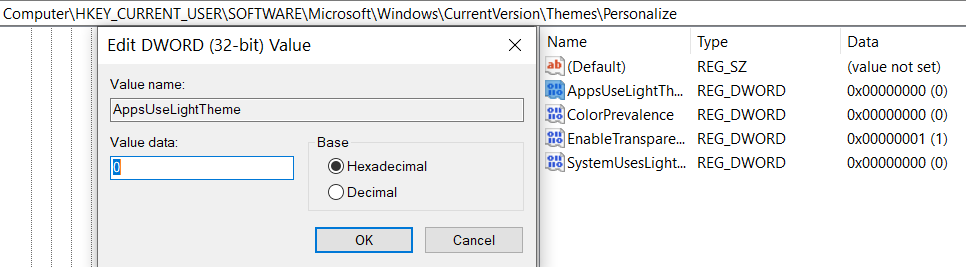 Computer\HKEY_CURRENT_USER\SOFTWARE\Microsoft\Windows\CurrentVersion\Themes\Personalize
Edit DWORD (32-bit) Value
Value name:
AppsUseLightTheme
Value data:
0
Base
Hexadecimal
Decimal
OK Cancel
Name Type Data
(Default) REG_SZ (value not set)
AppsUseLightTh... REG_DWORD 0x00000000 (0)
ColorPrevalence REG_DWORD 0x00000000 (0)
EnableTranspare... REG_DWORD 0x00000001 (1)
SystemUsesLight... REG_DWORD 0x00000000 (0)